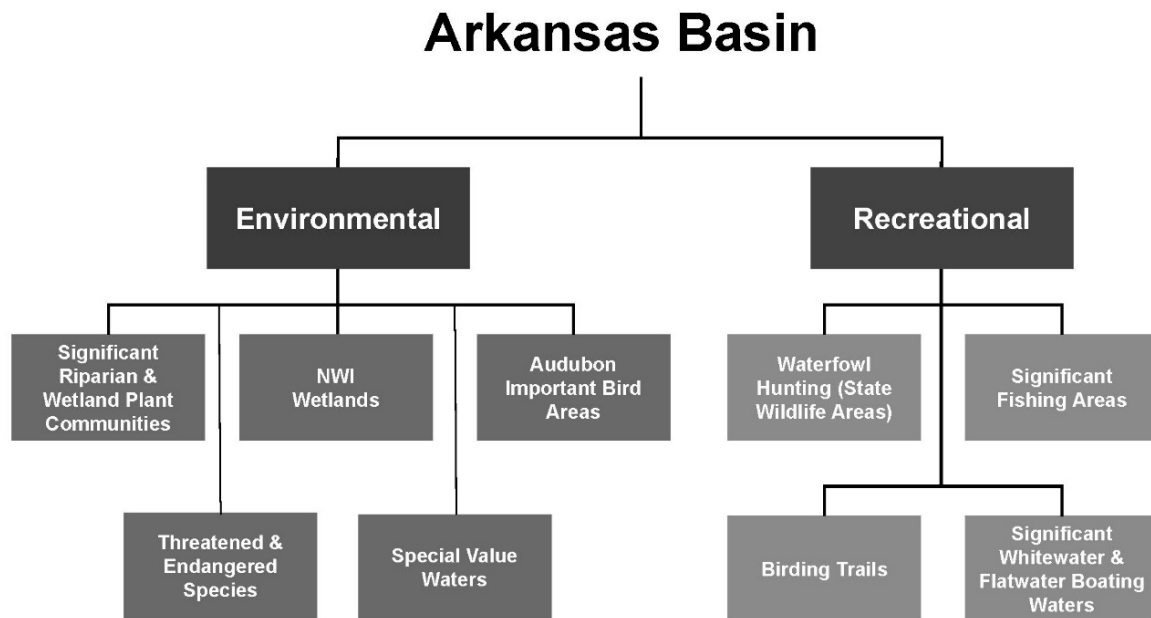 Arkansas Basin
Environmental
Recreational
Significant
Riparian &
Wetland Plant
Communities
NWI
Wetlands
Audubon
Important Bird
Areas
Waterfowl
Hunting (State
Wildlife Areas)
Significant
Fishing Areas
Threatened &
Endangered
Species
Special Value
Waters
Birding Trails
Significant
Whitewater &
Flatwater Boating
Waters